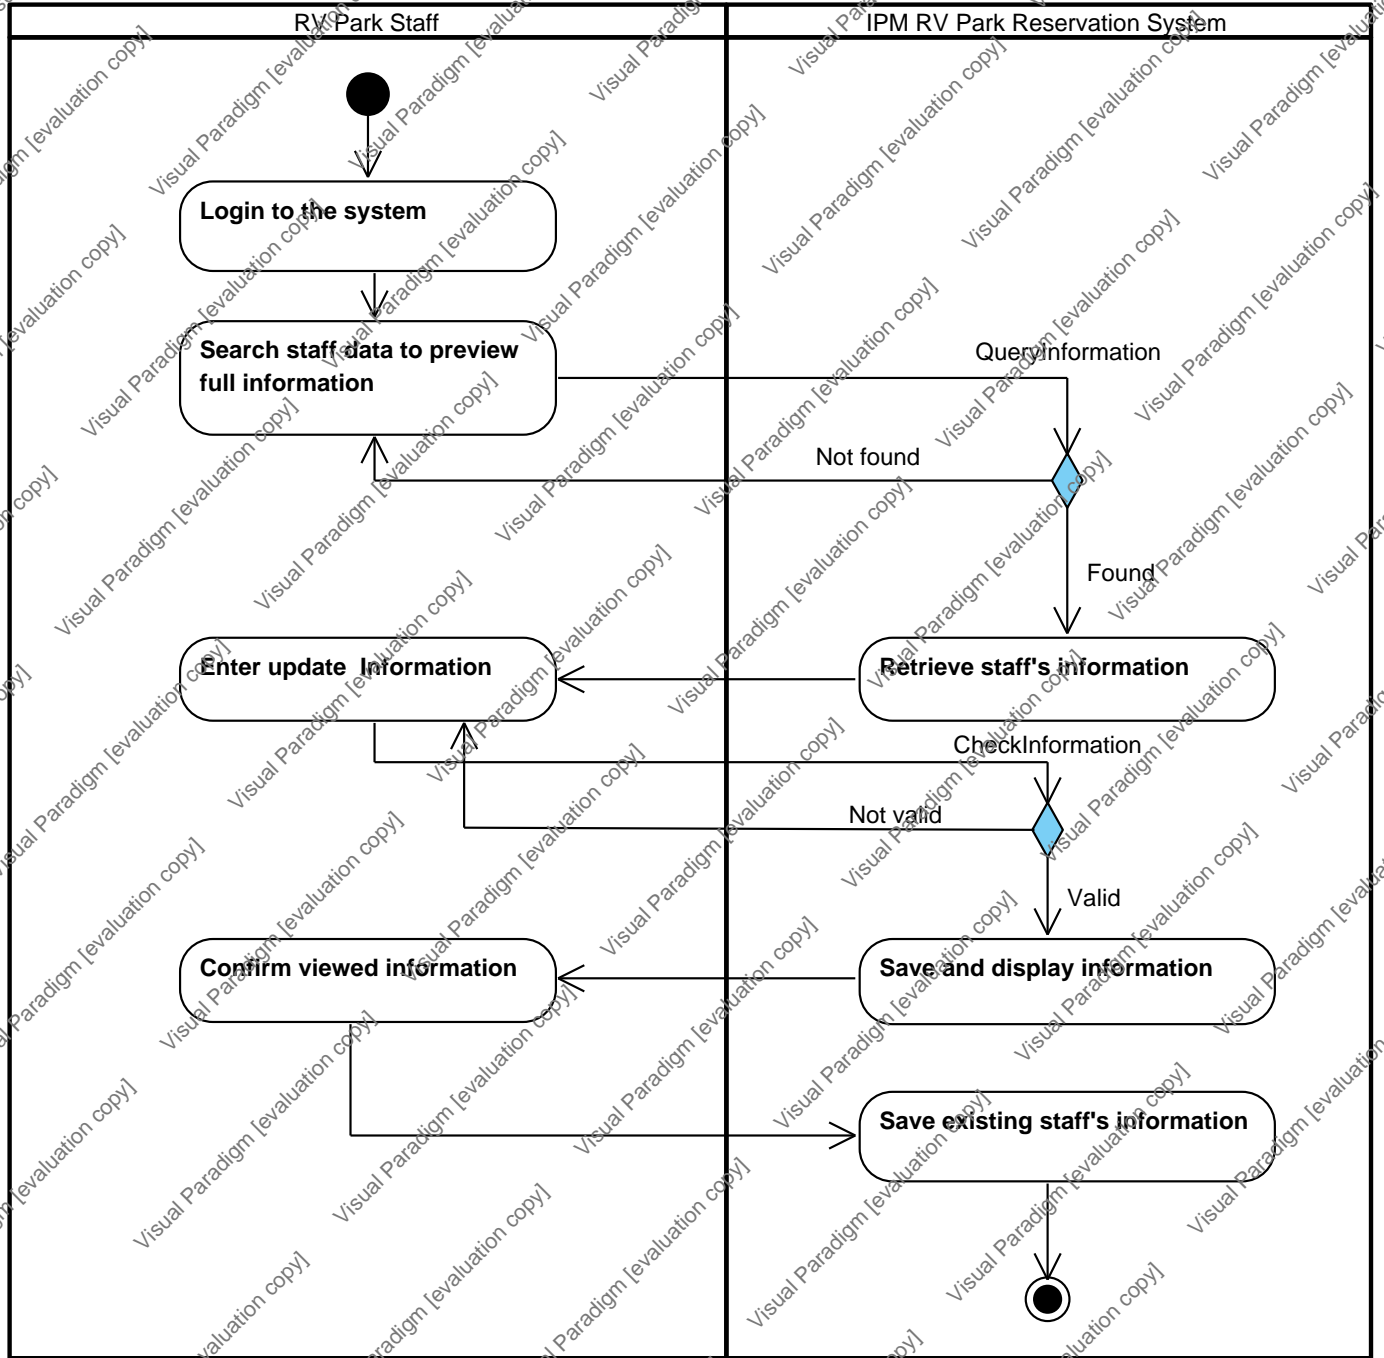 RV Park Staff
IPM RV Park Reservation System
Login to the system
Search staff data to preview
full information
QueryInformation
Not found
Found
Enter update  Information
Retrieve staff's information
CheckInformation
Not valid
Valid
Confirm viewed information
Save and display information
Save existing staff's information
Visual Paradigm [evaluation copy]